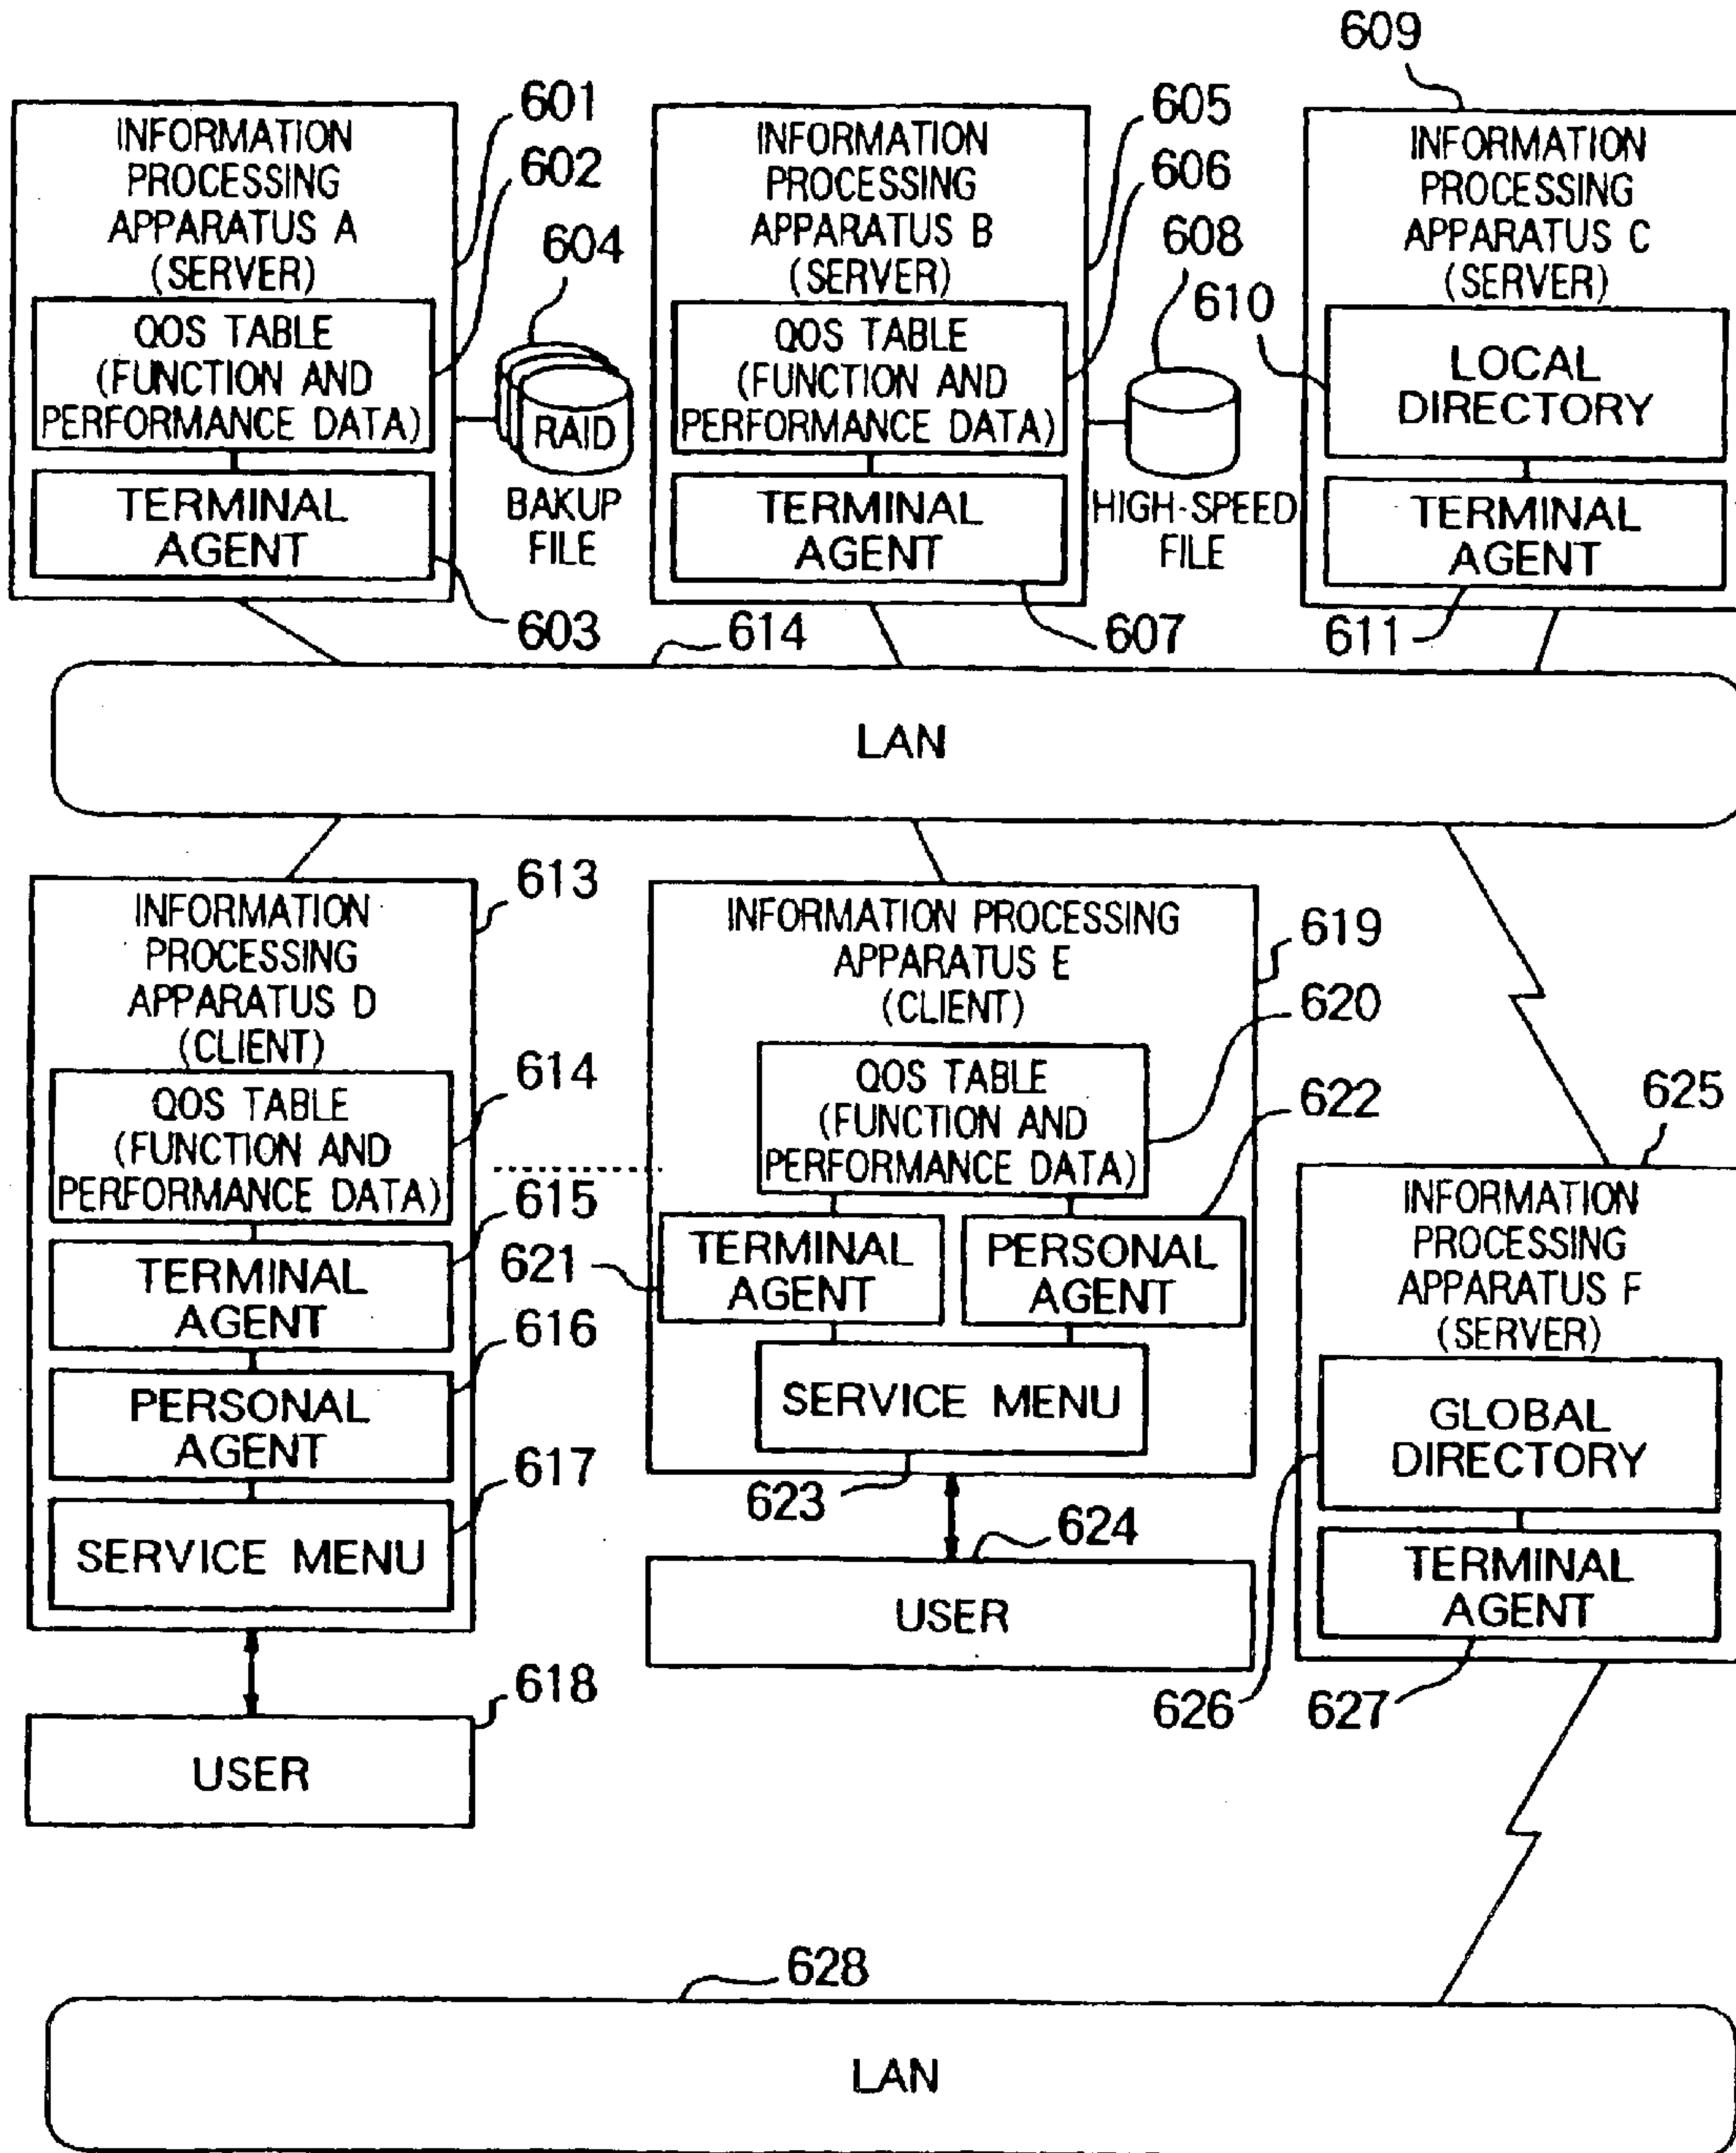 609
INFORMATION
PROCESSING
APPARATUS A
(SERVER)
QOS TABLE
(FUNCTION AND
PERFORMANCE DATA)
TERMINAL
AGENT
601
602
604
RAID
BAKUP
FILE
603
INFORMATION
PROCESSING
APPARATUS B
(SERVER)
QOS TABLE
(FUNCTION AND
PERFORMANCE DATA)
TERMINAL
AGENT
605
606
608
HIGH-SPEED
FILE
607
INFORMATION
PROCESSING
APPARATUS C
(SERVER)
610
LOCAL
DIRECTORY
TERMINAL
AGENT
611
614
LAN
INFORMATION
PROCESSING
APPARATUS D
(CLIENT)
QOS TABLE
(FUNCTION AND
PERFORMANCE DATA)
TERMINAL
AGENT
PERSONAL
AGENT
SERVICE MENU
613
614
615
616
617
618
USER
INFORMATION PROCESSING
APPARATUS E
(CLIENT)
QOS TABLE
(FUNCTION AND
PERFORMANCE DATA)
TERMINAL
AGENT
PERSONAL
AGENT
SERVICE MENU
619
620
622
621
623
624
USER
625
INFORMATION
PROCESSING
APPARATUS F
(SERVER)
GLOBAL
DIRECTORY
TERMINAL
AGENT
626
627
628
LAN